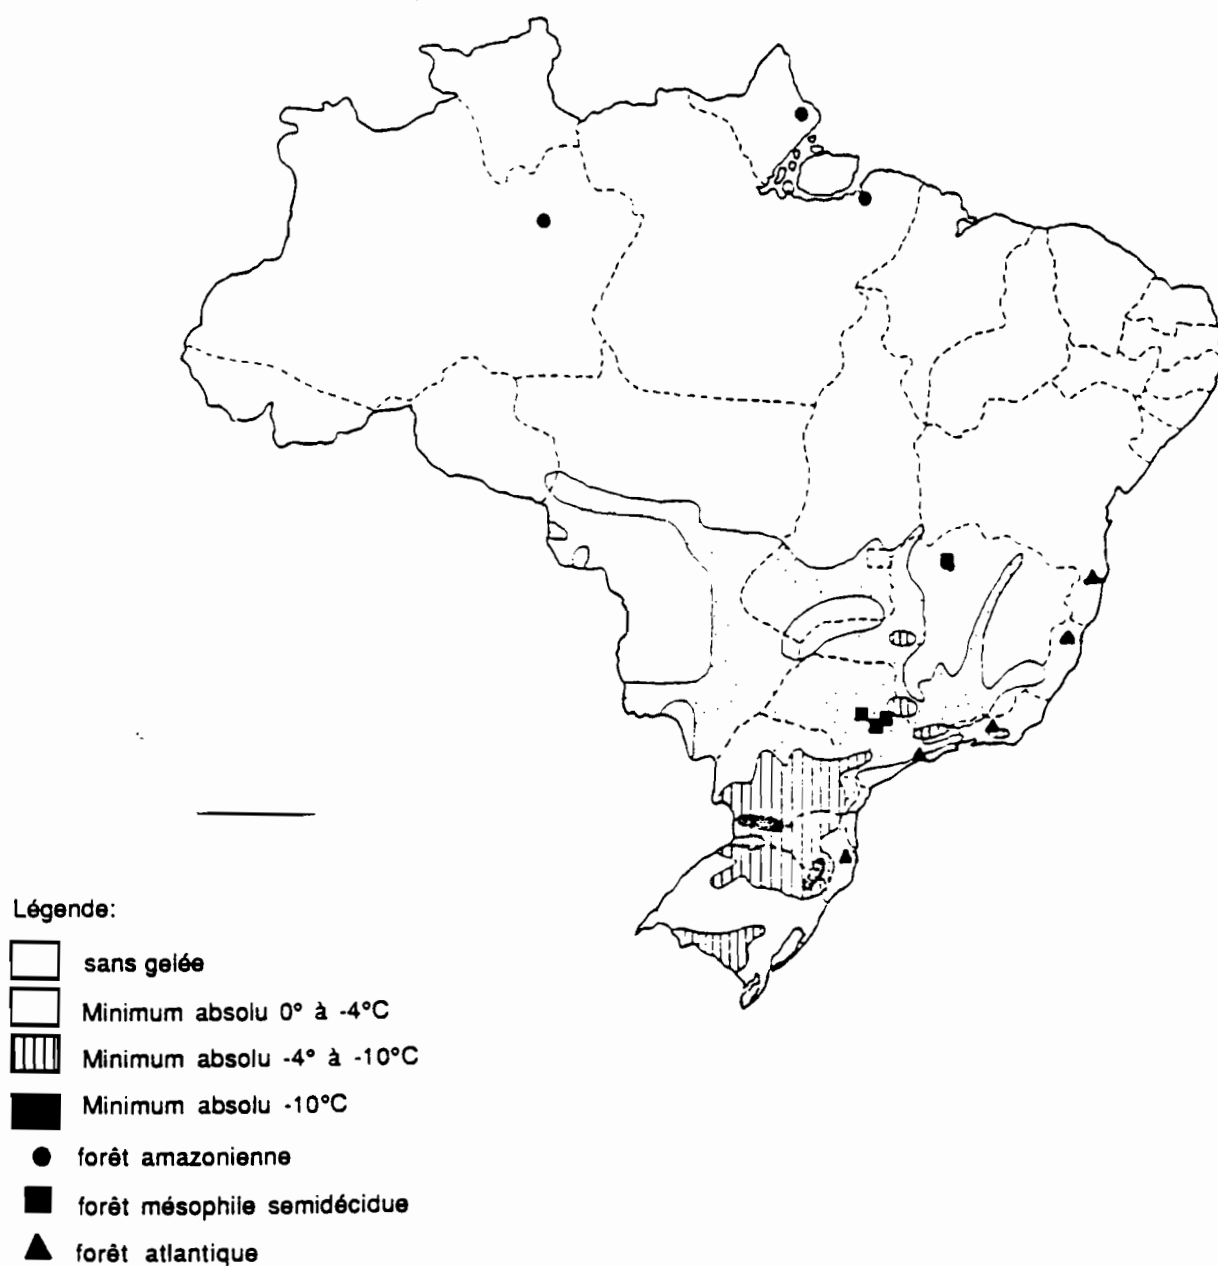 Légende:
sans gelée
Minimum absolu 0° à -4°C
Minimum absolu -4° à -10°C
Minimum absolu -10°C
forêt amazonienne
forêt mésophile semidécidue
forêt atlantique